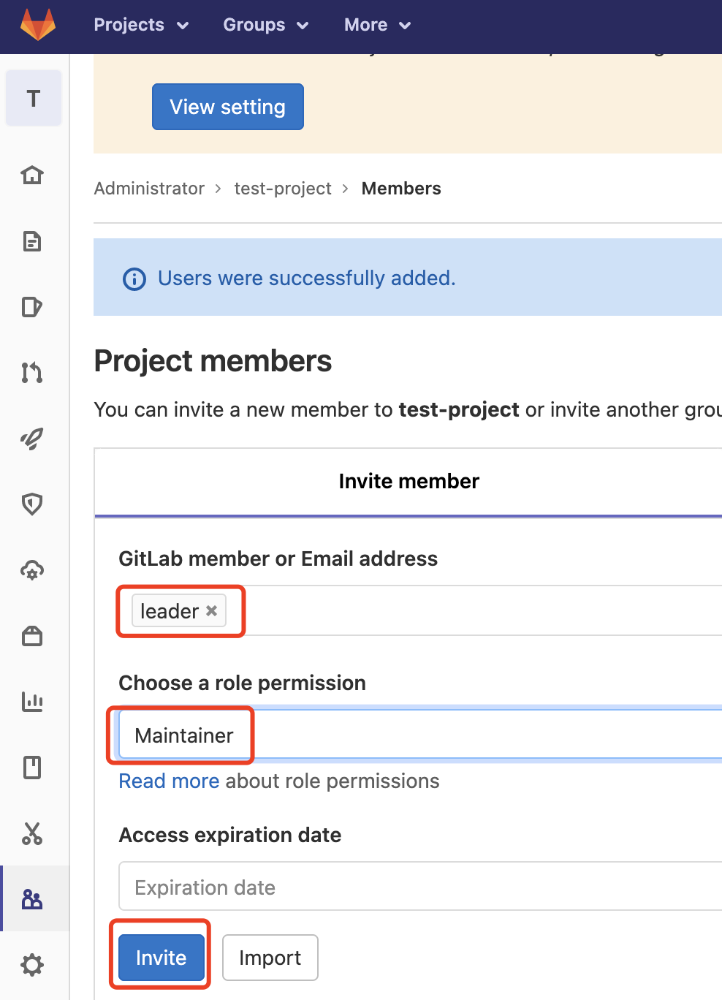 Projects Groups More
T
View setting
Administrator > test-project > Members
Users were successfully added.
Project members
You can invite a new member to test-project or invite another
Invite member
GitLab member or Email address
leader ×
Choose a role permission
Maintainer
Read more about role permissions
Access expiration date
Expiration date
Invite Import